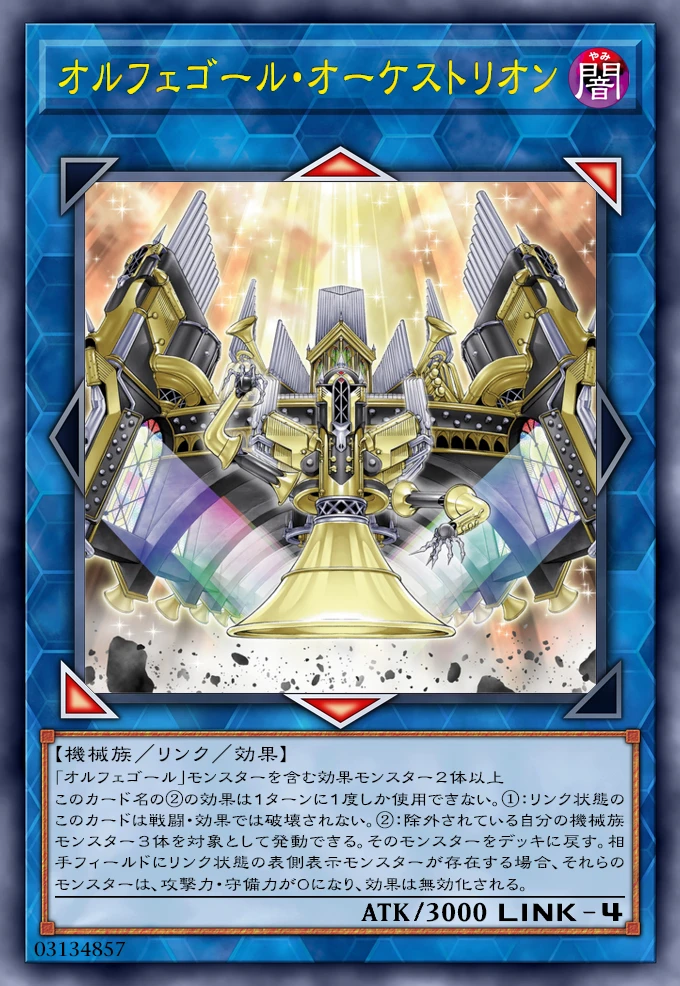 オルフェゴール・オーケストリオン
やみ
闇
【機械族／リンク／効果】
「オルフェゴール」モンスターを含む効果モンスター２体以上
このカード名の②の効果は１ターンに１度しか使用できない。①：リンク状態の
このカードは戦闘・効果では破壊されない。②：除外されている自分の機械族
モンスター３体を対象として発動できる。そのモンスターをデッキに戻す。相
手フィールドにリンク状態の表側表示モンスターが存在する場合、それらの
モンスターは、攻撃力・守備力が０になり、効果は無効化される。
ATK/3000 LINK-4
03134857